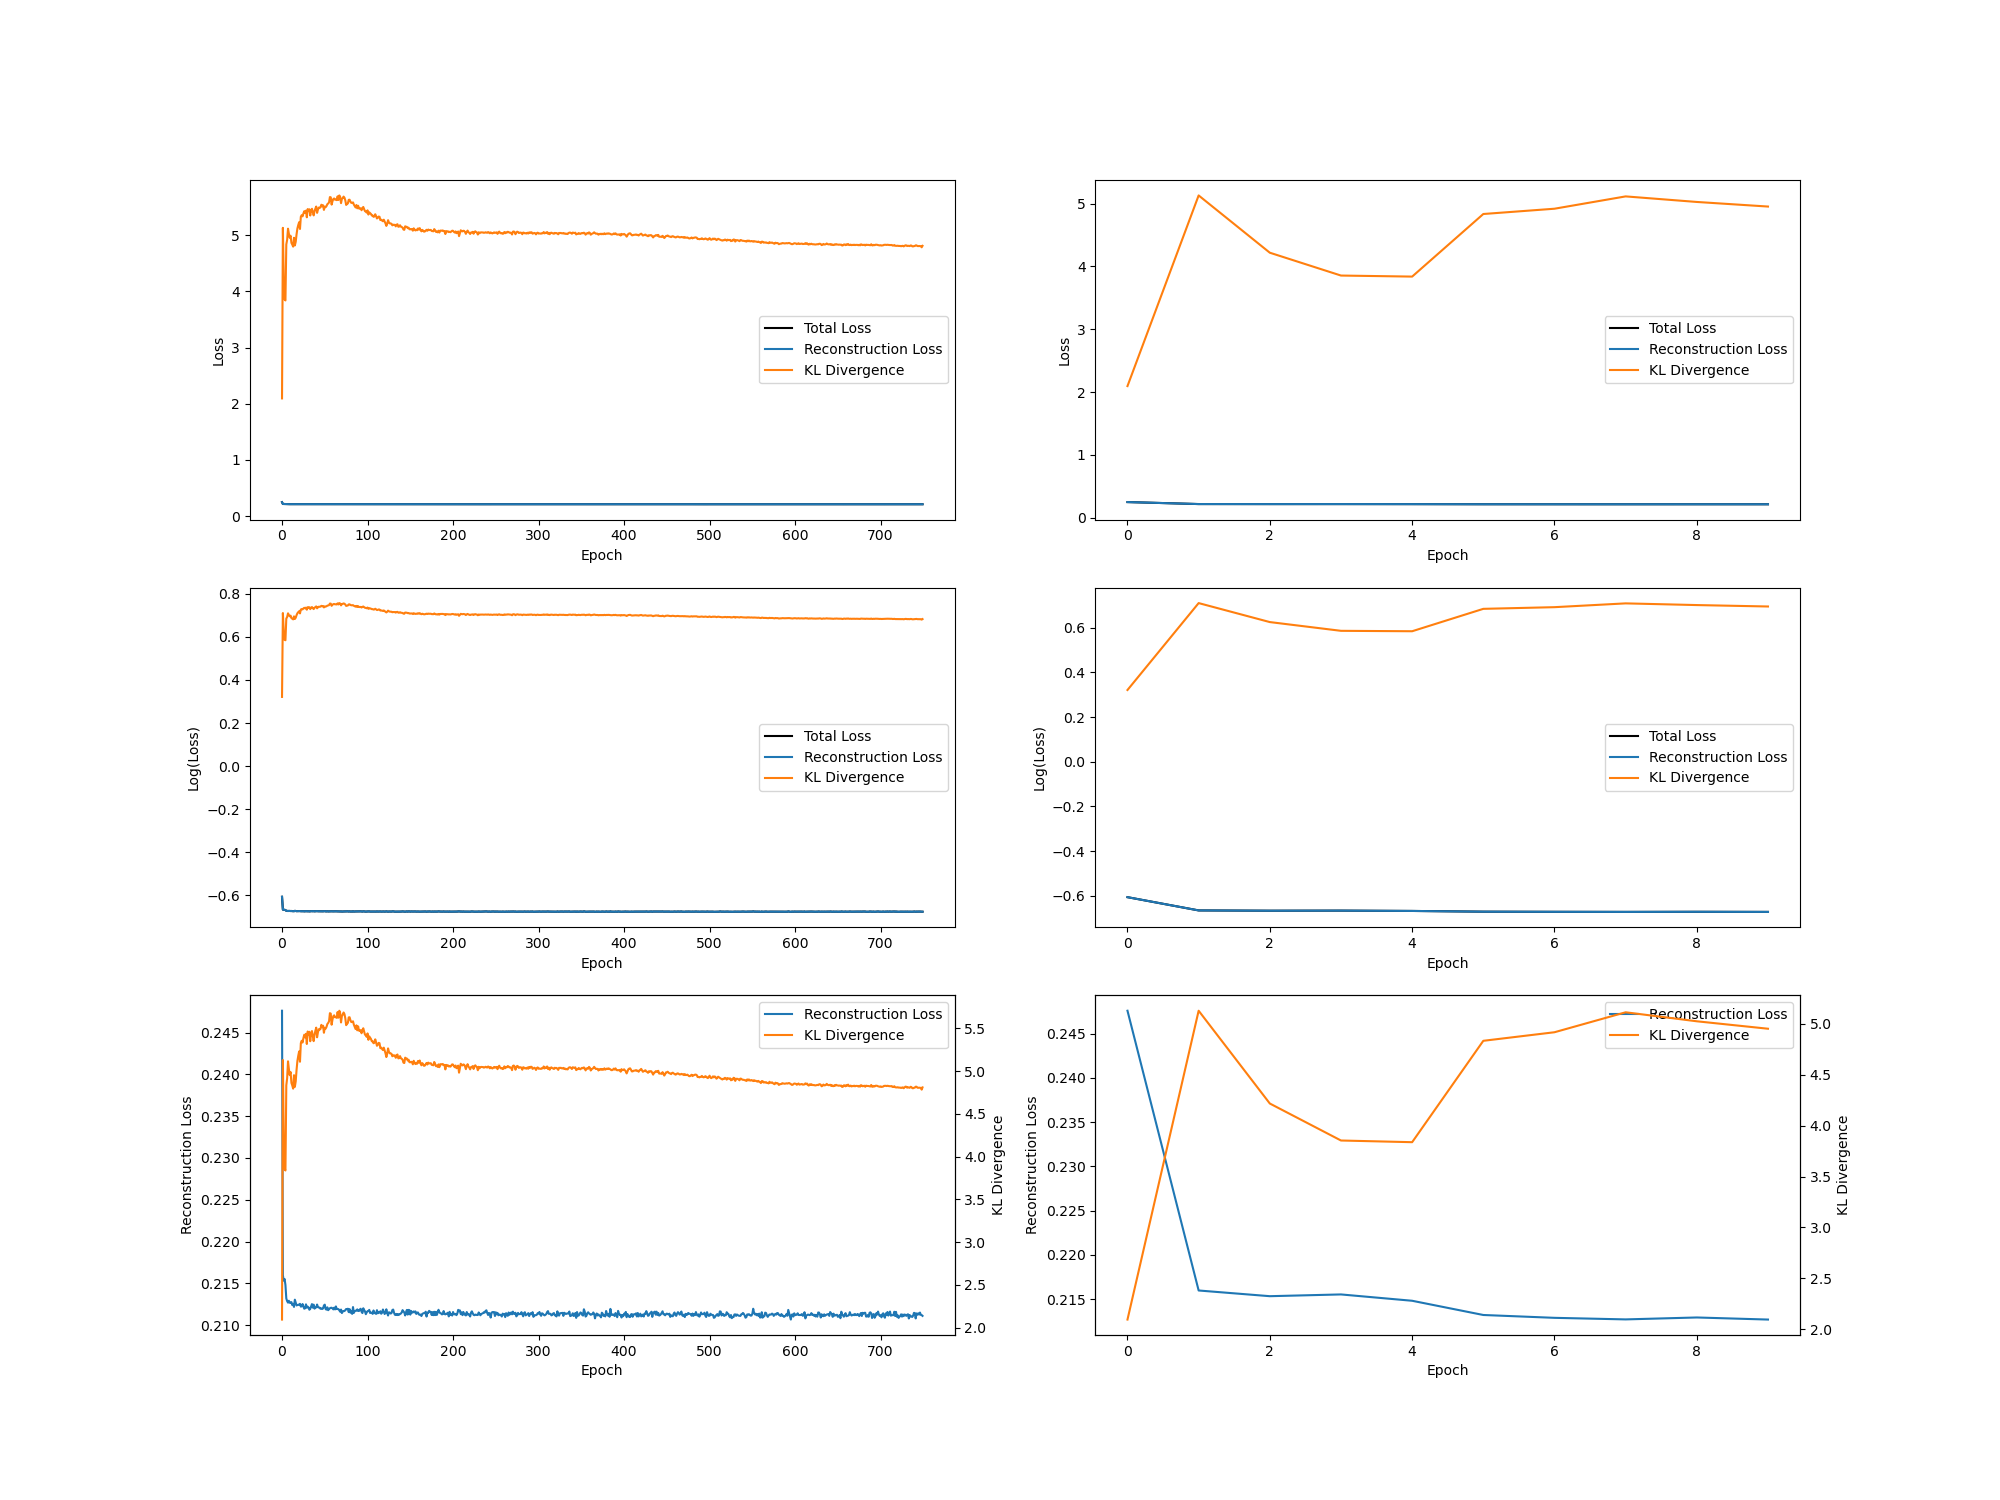 5
4
3
2
1
0
Loss
0 100 200 300 400 500 600 700
Epoch
Total Loss
Reconstruction Loss
KL Divergence
5
4
3
2
1
0
Loss
0 2 4 6 8
Epoch
Total Loss
Reconstruction Loss
KL Divergence
0.8
0.6
0.4
0.2
0.0
−0.2
−0.4
−0.6
Log(Loss)
0 100 200 300 400 500 600 700
Epoch
Total Loss
Reconstruction Loss
KL Divergence
0.6
0.4
0.2
0.0
−0.2
−0.4
−0.6
Log(Loss)
0 2 4 6 8
Epoch
Total Loss
Reconstruction Loss
KL Divergence
0.245
0.240
0.235
0.230
0.225
0.220
0.215
0.210
Reconstruction Loss
0 100 200 300 400 500 600 700
Epoch
Reconstruction Loss
KL Divergence
5.5
5.0
4.5
4.0
3.5
3.0
2.5
2.0
KL Divergence
0.245
0.240
0.235
0.230
0.225
0.220
0.215
Reconstruction Loss
0 2 4 6 8
Epoch
Reconstruction Loss
KL Divergence
5.0
4.5
4.0
3.5
3.0
2.5
2.0
KL Divergence